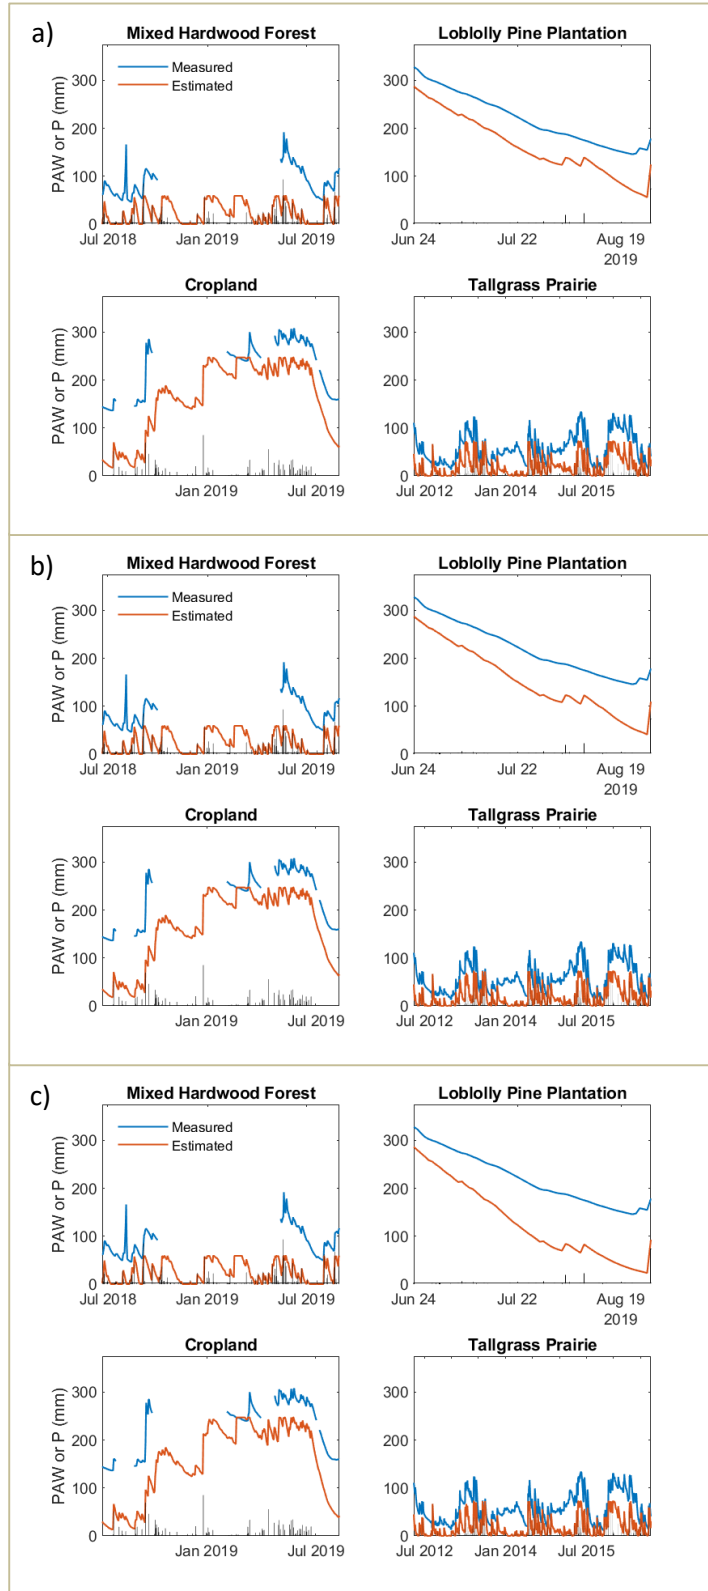 a)
Mixed Hardwood Forest
Loblolly Pine Plantation
PAW or P (mm)
300
200
100
0
Measured
Estimated
Jul 2018
Jan 2019
Jul 2019
300
200
100
0
Jun 24
Jul 22
Aug 19
2019
Cropland
Tallgrass Prairie
PAW or P (mm)
300
200
100
0
Jan 2019
Jul 2019
300
200
100
0
Jul 2012
Jan 2014
Jul 2015
b)
Mixed Hardwood Forest
Loblolly Pine Plantation
PAW or P (mm)
300
200
100
0
Measured
Estimated
Jul 2018
Jan 2019
Jul 2019
300
200
100
0
Jun 24
Jul 22
Aug 19
2019
Cropland
Tallgrass Prairie
PAW or P (mm)
300
200
100
0
Jan 2019
Jul 2019
300
200
100
0
Jul 2012
Jan 2014
Jul 2015
c)
Mixed Hardwood Forest
Loblolly Pine Plantation
PAW or P (mm)
300
200
100
0
Measured
Estimated
Jul 2018
Jan 2019
Jul 2019
300
200
100
0
Jun 24
Jul 22
Aug 19
2019
Cropland
Tallgrass Prairie
PAW or P (mm)
300
200
100
0
Jan 2019
Jul 2019
300
200
100
0
Jul 2012
Jan 2014
Jul 2015